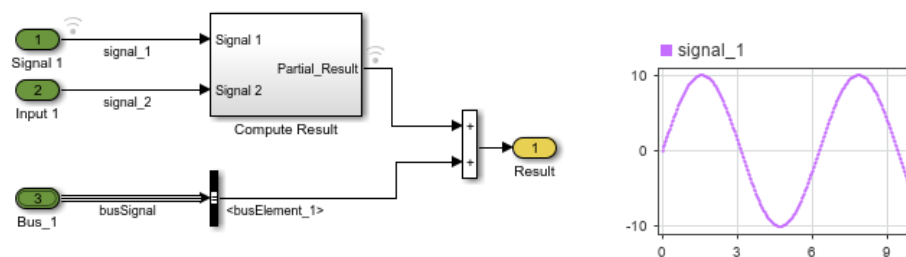 1
Signal 1
signal_1
Signal 1
Partial_Result
2
Input 1
signal_2
Signal 2
Compute Result
+
+
1
Result
3
Bus_1
busSignal
<busElement_1>
signal_1
10
0
-10
0
3
6
9